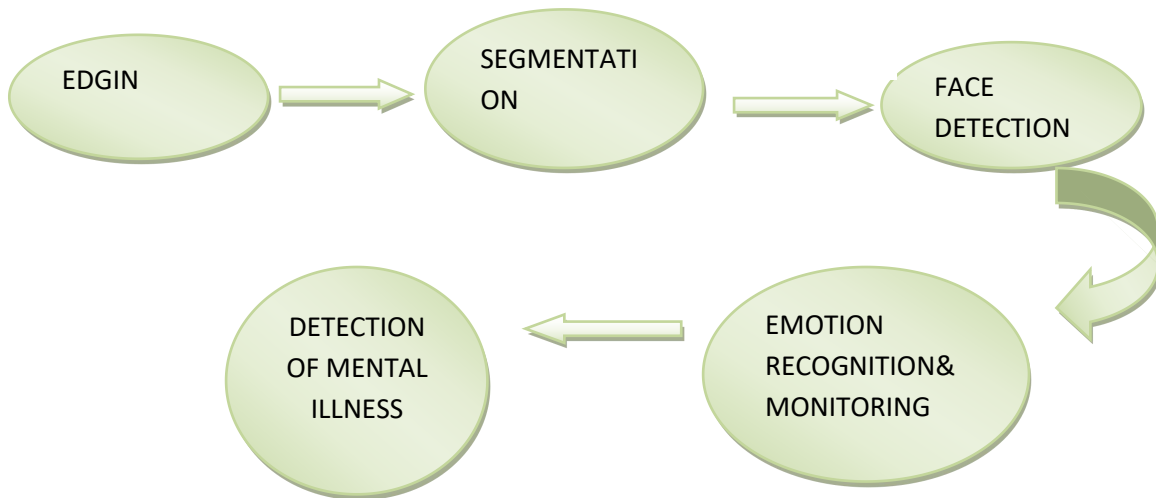 EDGIN
SEGMENTATI
ON
FACE
DETECTION
EMOTION
RECOGNITION&
MONITORING
DETECTION
OF MENTAL
ILLNESS